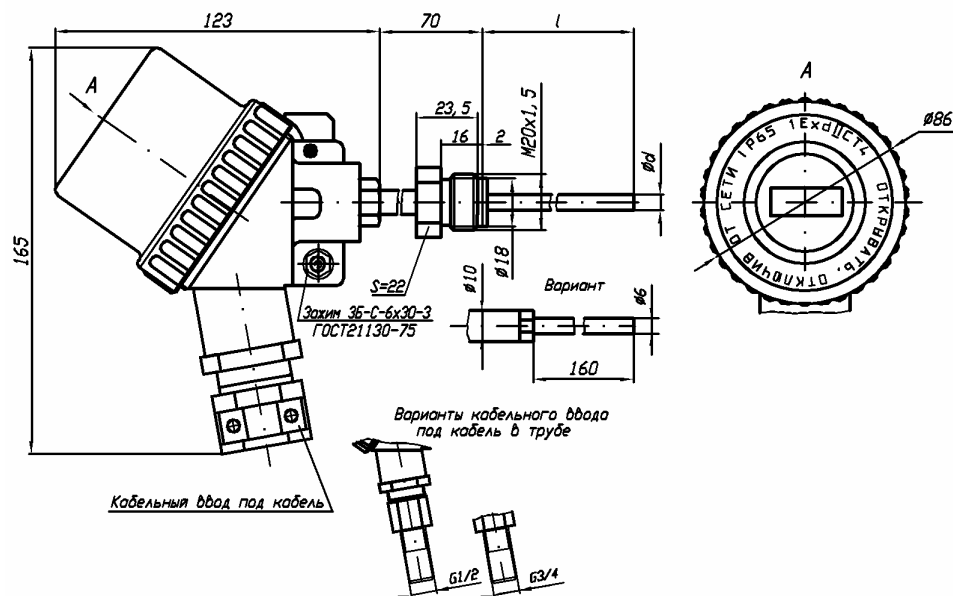 123
70
l
A
A
23,5
16
2
M20x1,5
Ød
Ø86
165
ОТ СЕТИ IP65 1ExdIICT4
ОТКРЫВАТЬ, ОТКЛЮЧИВ
S=22
Ø18
Зажим ЗБ-С-6x30-3
ГОСТ21130-75
Ø10
Вариант
Ø6
160
Варианты кабельного ввода
под кабель в трубе
Кабельный ввод под кабель
G1/2
G3/4